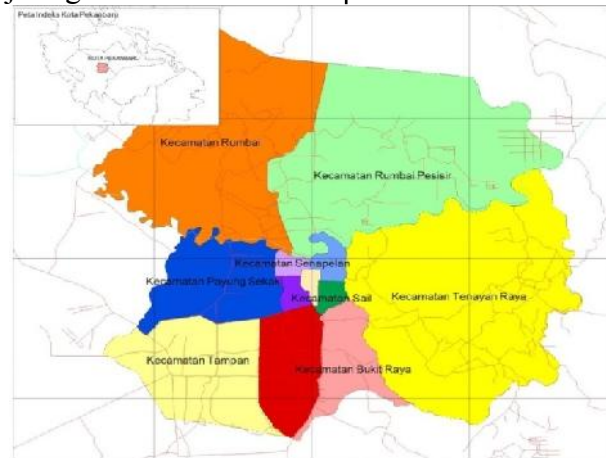 Peta Indeks Kota Pekanbaru
Kecamatan Rumbai
Kecamatan Rumbai Pesisir
Kecamatan Senapelan
Kecamatan Payung Sekaki
Kecamatan Sail
Kecamatan Tenayan Raya
Kecamatan Tampan
Kecamatan Bukit Raya